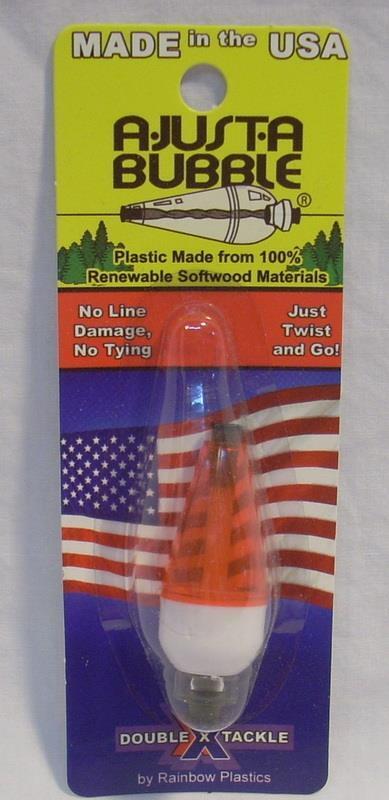 MADE in the USA
A·JUST·A
BUBBLE
®
Plastic Made from 100%
Renewable Softwood Materials
No Line
Damage,
No Tying
Just
Twist
and Go!
DOUBLE X TACKLE
by Rainbow Plastics